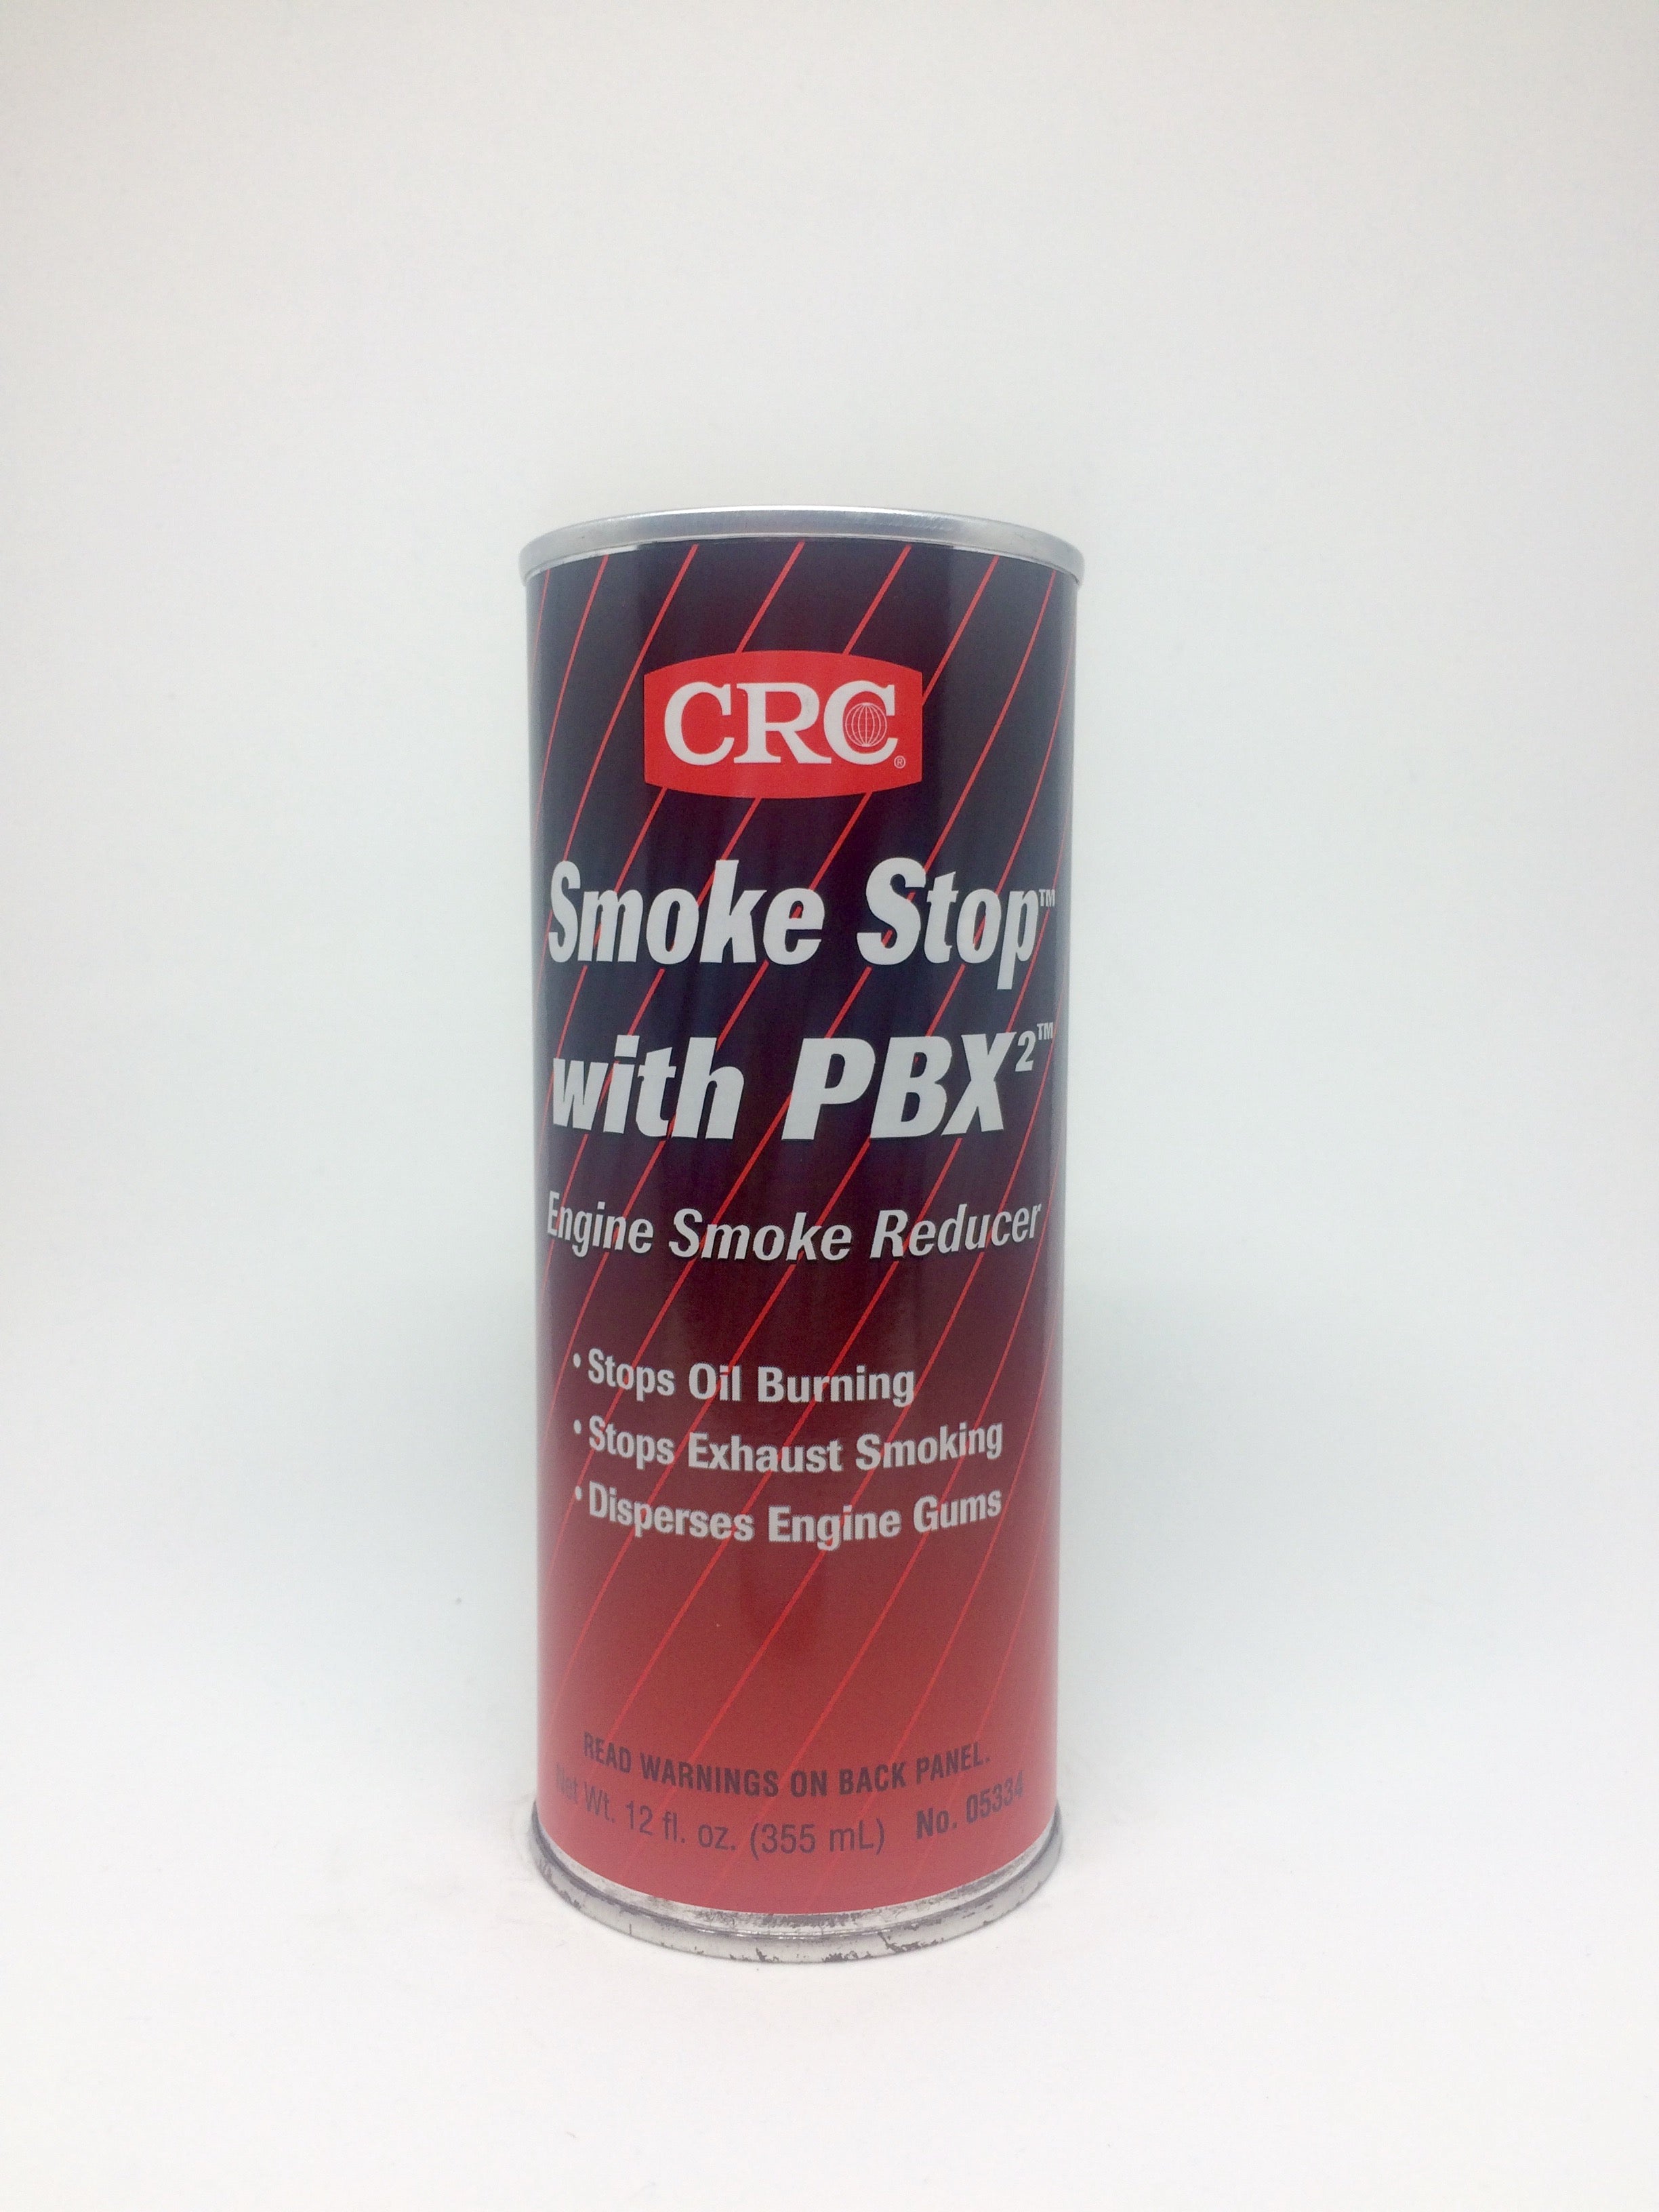 CRC®
Smoke Stop™
with PBX²™
Engine Smoke Reducer
• Stops Oil Burning
• Stops Exhaust Smoking
• Disperses Engine Gums
READ WARNINGS ON BACK PANEL.
Net Wt. 12 fl. oz. (355 mL) No. 05334